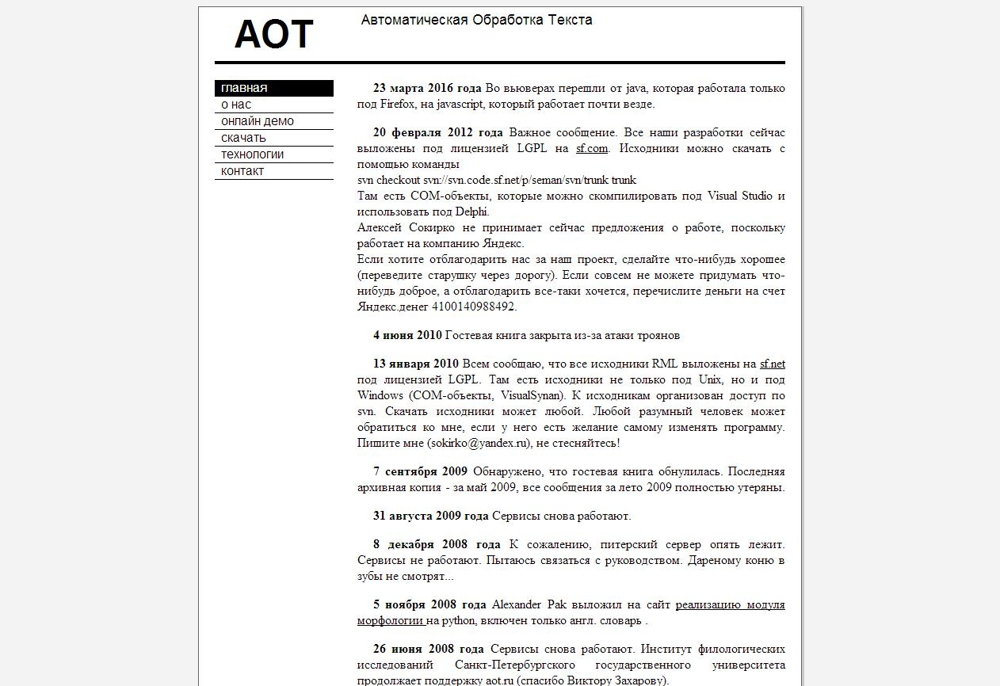 АОТ
Автоматическая Обработка Текста
главная
о нас
онлайн демо
скачать
технологии
контакт
23 марта 2016 года Во вьюверах перешли от java, которая работала только
под Firefox, на javascript, который работает почти везде.
20 февраля 2012 года Важное сообщение. Все наши разработки сейчас
выложены под лицензией LGPL на sf.com. Исходники можно скачать с
помощью команды
svn checkout svn://svn.code.sf.net/p/seman/svn/trunk trunk
Там есть COM-объекты, которые можно скомпилировать под Visual Studio и
использовать под Delphi.
Алексей Сокирко не принимает сейчас предложения о работе, поскольку
работает на компанию Яндекс.
Если хотите отблагодарить нас за наш проект, сделайте что-нибудь хорошее
(переведите старушку через дорогу). Если совсем не можете придумать что-
нибудь доброе, а отблагодарить все-таки хочется, перечислите деньги на счет
Яндекс.денег 4100140988492.
4 июня 2010 Гостевая книга закрыта из-за атаки троянов
13 января 2010 Всем сообщаю, что все исходники RML выложены на sf.net
под лицензией LGPL. Там есть исходники не только под Unix, но и под
Windows (COM-объекты, VisualSynan). К исходникам организован доступ по
svn. Скачать исходники может любой. Любой разумный человек может
обратиться ко мне, если у него есть желание самому изменять программу.
Пишите мне (sokirko@yandex.ru), не стесняйтесь!
7 сентября 2009 Обнаружено, что гостевая книга обнулилась. Последняя
архивная копия - за май 2009, все сообщения за лето 2009 полностью утеряны.
31 августа 2009 года Сервисы снова работают.
8 декабря 2008 года К сожалению, питерский сервер опять лежит.
Сервисы не работают. Пытаюсь связаться с руководством. Дареному коню в
зубы не смотрят...
5 ноября 2008 года Alexander Pak выложил на сайт реализацию модуля
морфологии на python, включен только англ. словарь .
26 июня 2008 года Сервисы снова работают. Институт филологических
исследований Санкт-Петербургского государственного университета
продолжает поддержку aot.ru (спасибо Виктору Захарову).